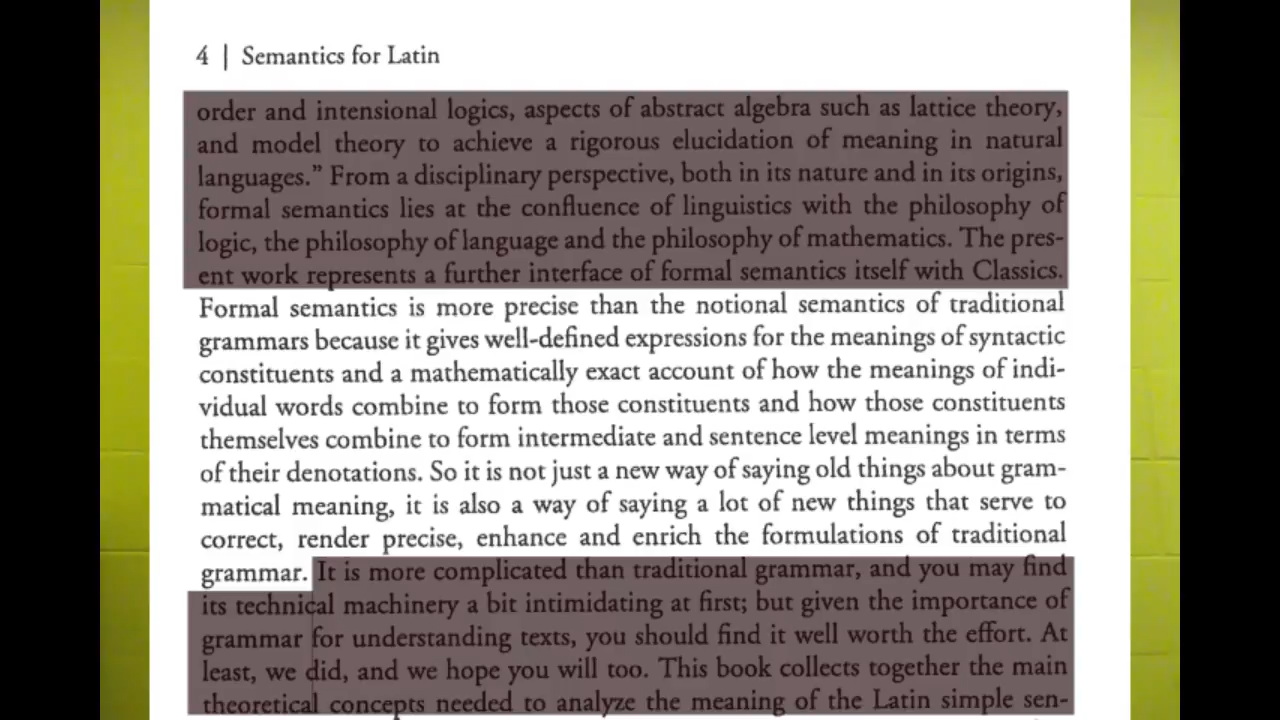 4 | Semantics for Latin
order and intensional logics, aspects of abstract algebra such as lattice theory,
and model theory to achieve a rigorous elucidation of meaning in natural
languages.” From a disciplinary perspective, both in its nature and in its origins,
formal semantics lies at the confluence of linguistics with the philosophy of
logic, the philosophy of language and the philosophy of mathematics. The pres-
ent work represents a further interface of formal semantics itself with Classics.
Formal semantics is more precise than the notional semantics of traditional
grammars because it gives well-defined expressions for the meanings of syntactic
constituents and a mathematically exact account of how the meanings of indi-
vidual words combine to form those constituents and how those constituents
themselves combine to form intermediate and sentence level meanings in terms
of their denotations. So it is not just a new way of saying old things about gram-
matical meaning, it is also a way of saying a lot of new things that serve to
correct, render precise, enhance and enrich the formulations of traditional
grammar. It is more complicated than traditional grammar, and you may find
its technical machinery a bit intimidating at first; but given the importance of
grammar for understanding texts, you should find it well worth the effort. At
least, we did, and we hope you will too. This book collects together the main
theoretical concepts needed to analyze the meaning of the Latin simple sen-